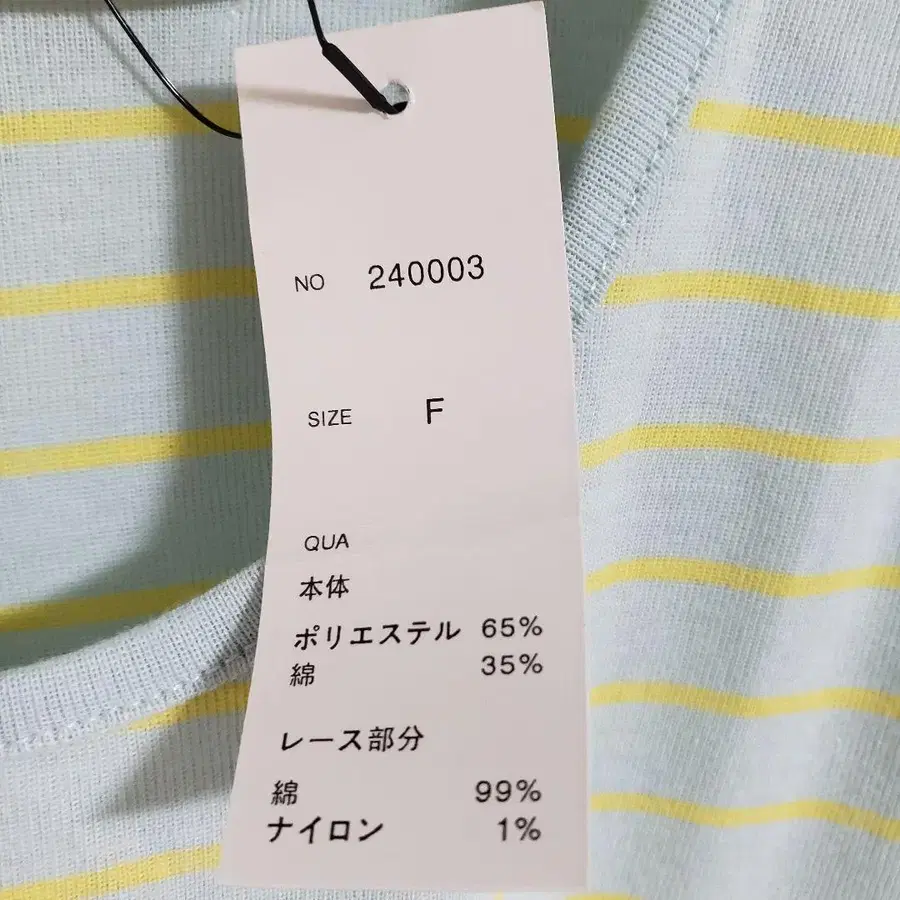 NO 240003
SIZE F
QUA
本体
ポリエステル 65%
綿 35%
レース部分
綿 99%
ナイロン 1%